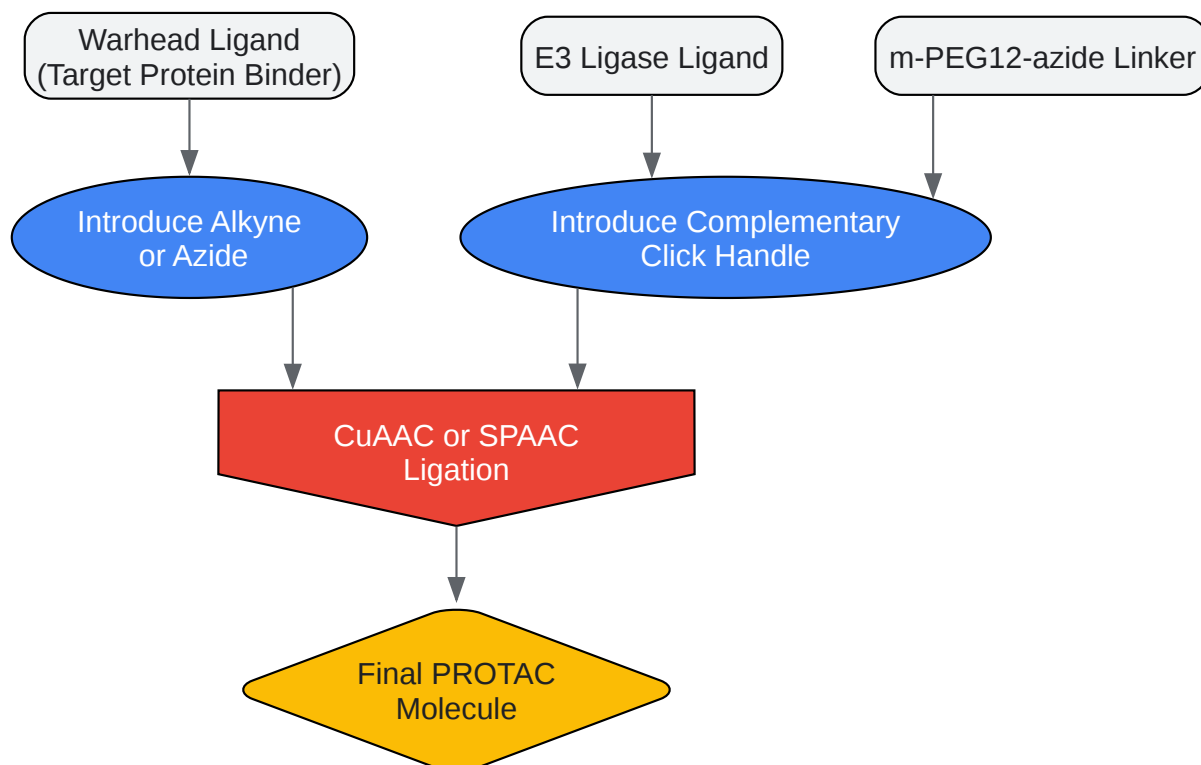 Warhead Ligand
(Target Protein Binder)
E3 Ligase Ligand
m-PEG12-azide Linker
Introduce Alkyne
or Azide
Introduce Complementary
Click Handle
CuAAC or SPAAC
Ligation
Final PROTAC
Molecule